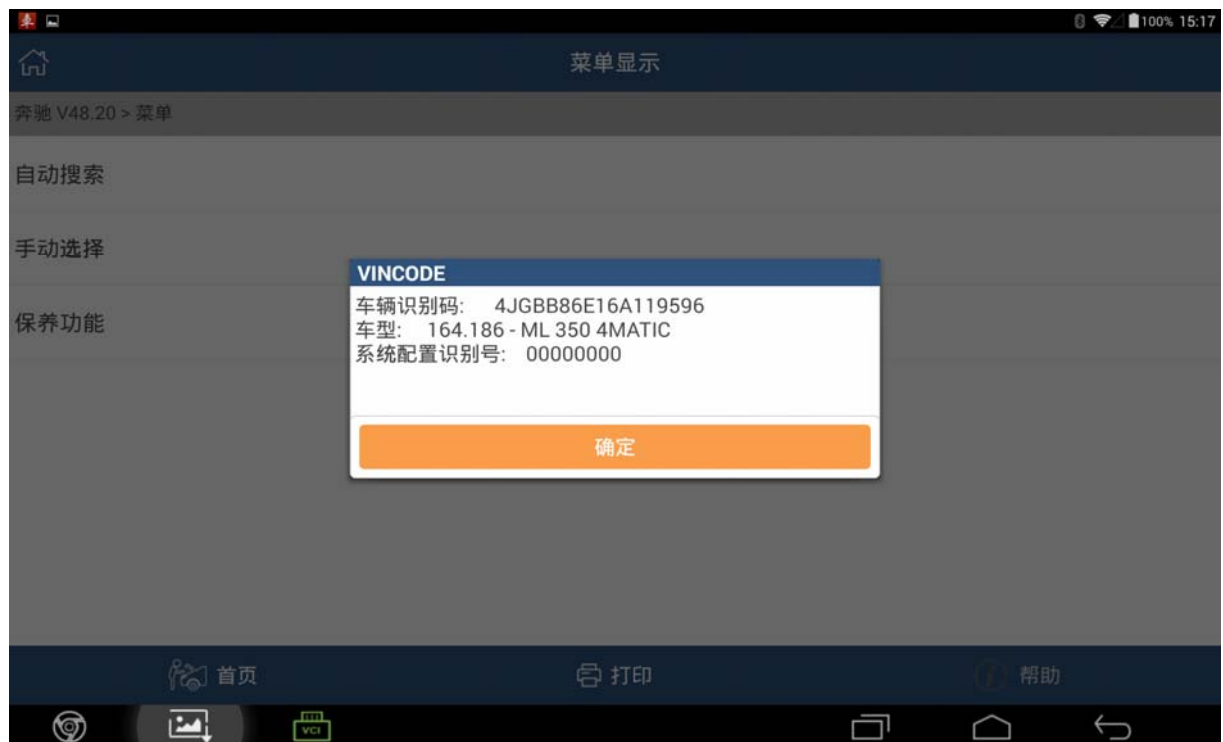 100% 15:17
菜单显示
奔驰 V48.20 > 菜单
自动搜索
手动选择
保养功能
VINCODE
车辆识别码: 4JGBB86E16A119596
车型: 164.186 - ML 350 4MATIC
系统配置识别号: 00000000
确定
首页 打印 帮助
VCI